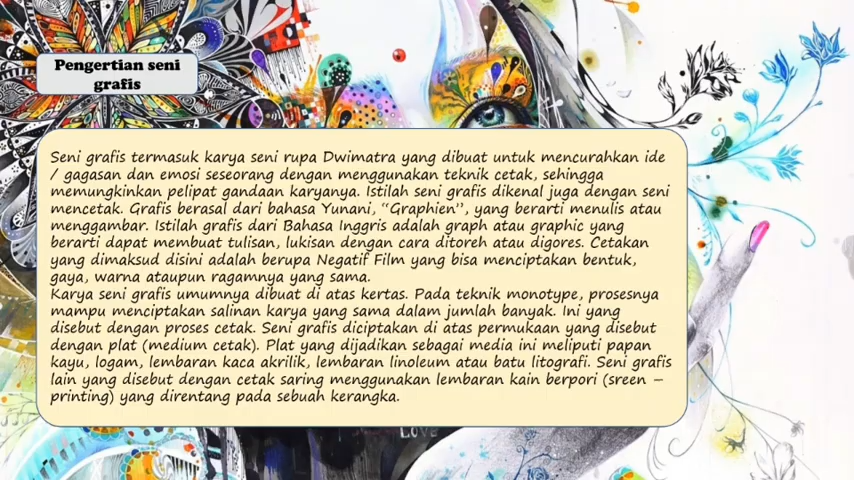 Pengertian seni
grafis
Seni grafis termasuk karya seni rupa Dwimatra yang dibuat untuk mencurahkan ide
/ gagasan dan emosi seseorang dengan menggunakan teknik cetak, sehingga
memungkinkan pelipat gandaan karyanya. Istilah seni grafis dikenal juga dengan seni
mencetak. Grafis berasal dari bahasa Yunani, “Graphien”, yang berarti menulis atau
menggambar. Istilah grafis dari Bahasa Inggris adalah graph atau graphic yang
berarti dapat membuat tulisan, lukisan dengan cara ditoreh atau digores. Cetakan
yang dimaksud disini adalah berupa Negatif Film yang bisa menciptakan bentuk,
gaya, warna ataupun ragamnya yang sama.
Karya seni grafis umumnya dibuat di atas kertas. Pada teknik monotype, prosesnya
mampu menciptakan salinan karya yang sama dalam jumlah banyak. Ini yang
disebut dengan proses cetak. Seni grafis diciptakan di atas permukaan yang disebut
dengan plat (medium cetak). Plat yang dijadikan sebagai media ini meliputi papan
kayu, logam, lembaran kaca akrilik, lembaran linoleum atau batu litografi. Seni grafis
lain yang disebut dengan cetak saring menggunakan lembaran kain berpori (sreen –
printing) yang direntang pada sebuah kerangka.
LOVE